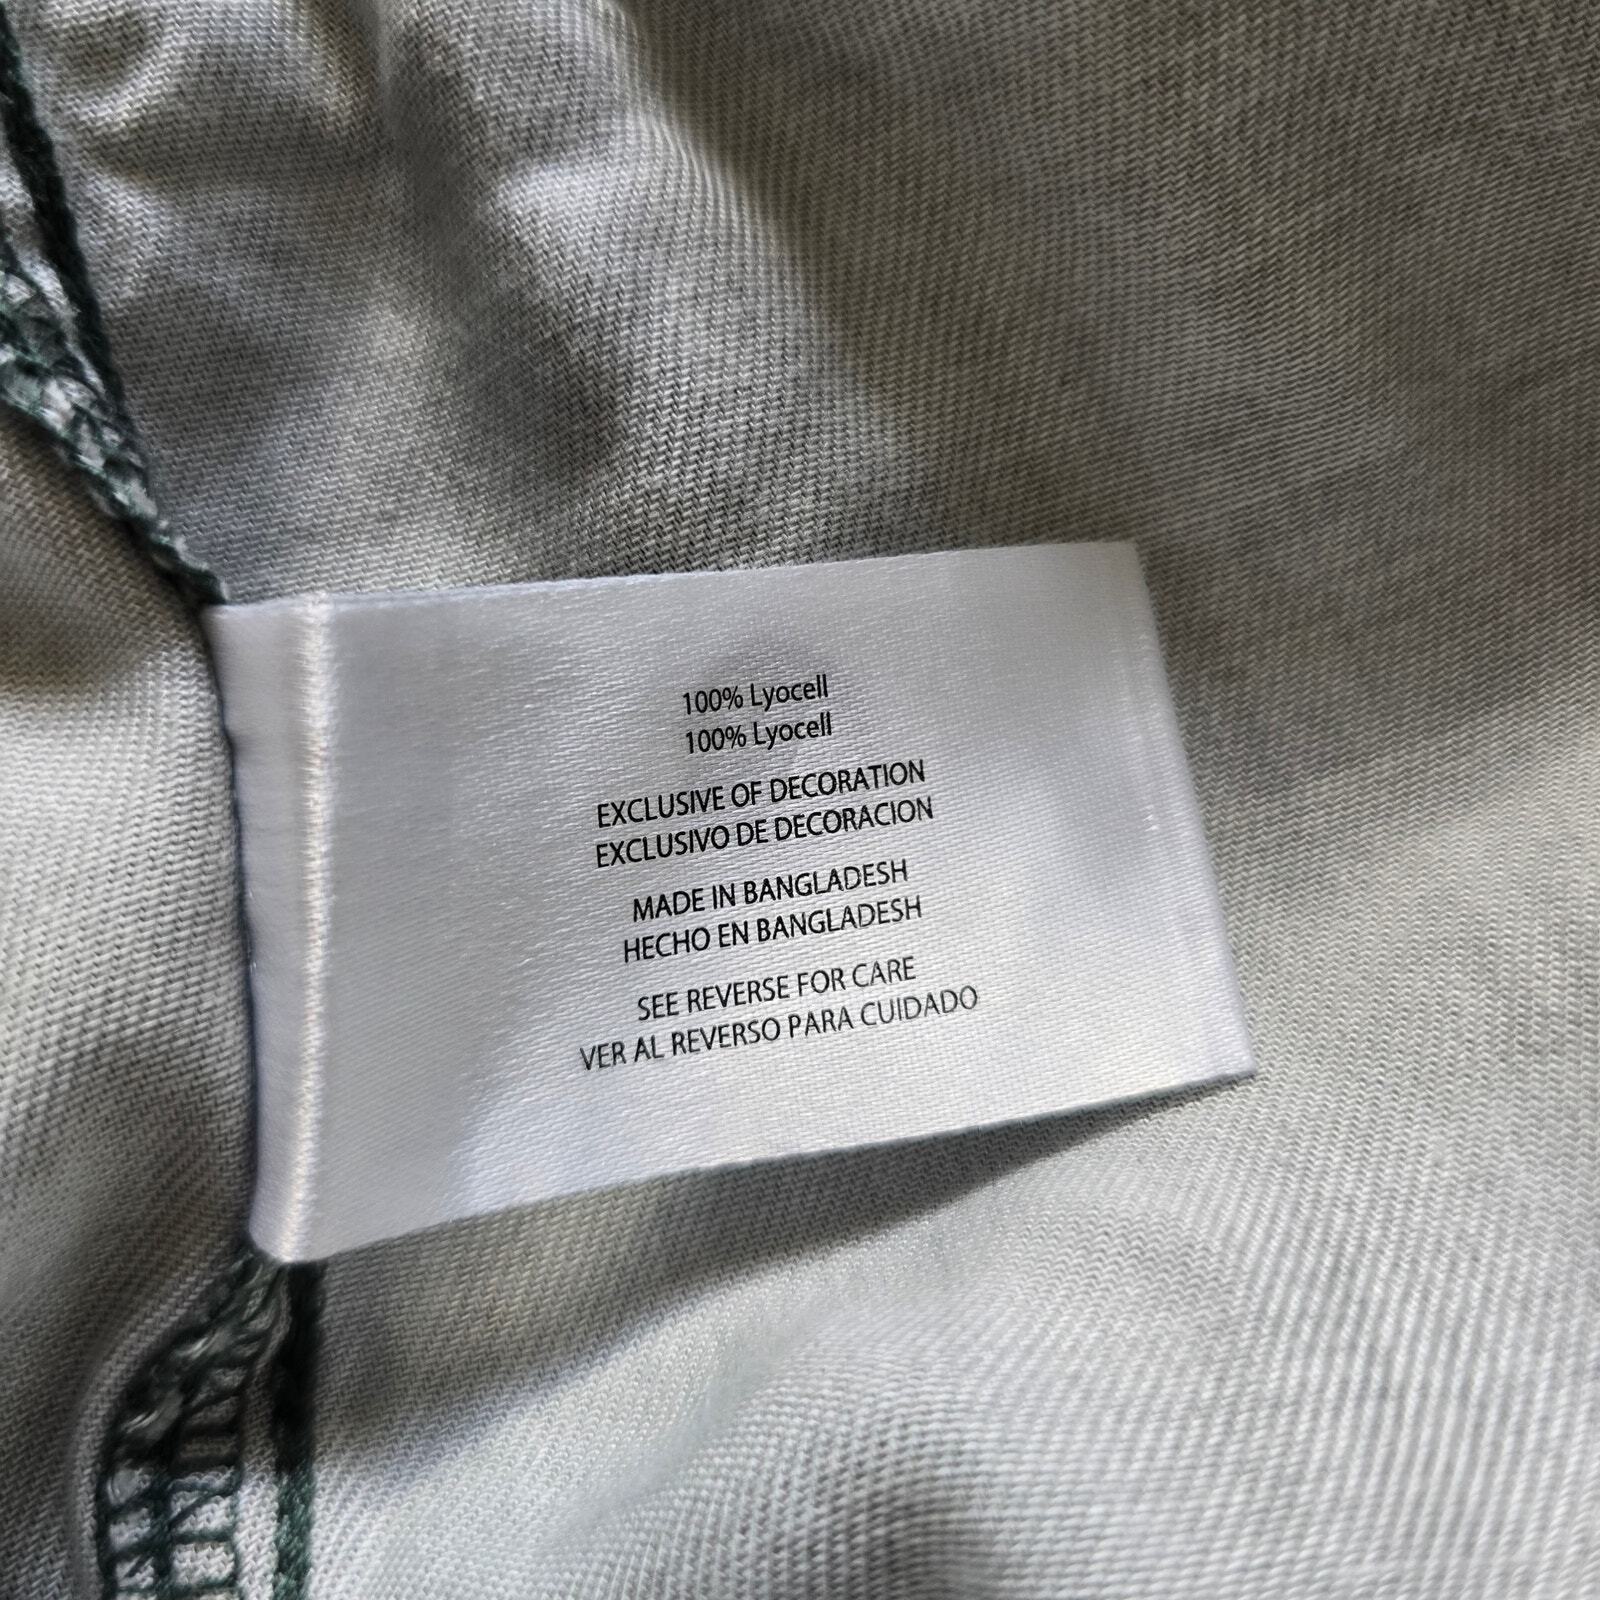 100% Lyocell
100% Lyocell
EXCLUSIVE OF DECORATION
EXCLUSIVO DE DECORACION
MADE IN BANGLADESH
HECHO EN BANGLADESH
SEE REVERSE FOR CARE
VER AL REVERSO PARA CUIDADO